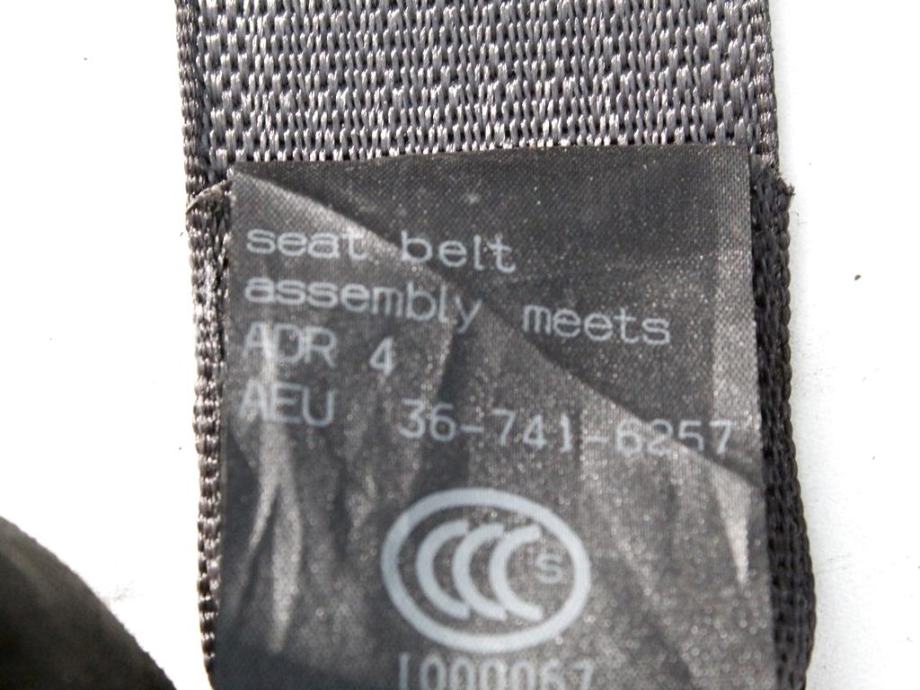 seat belt
assembly meets
ADR 4
AEU 36-741-6257
CCC S
1000067